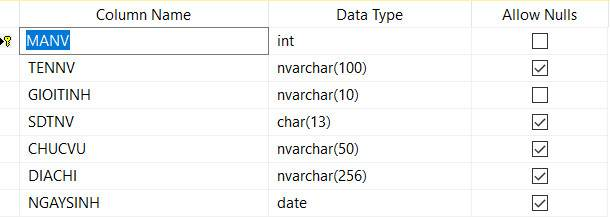 Column Name Data Type Allow Nulls
MANV int
TENNV nvarchar(100)
GIOITINH nvarchar(10)
SDTNV char(13)
CHUCVU nvarchar(50)
DIACHI nvarchar(256)
NGAYSINH date